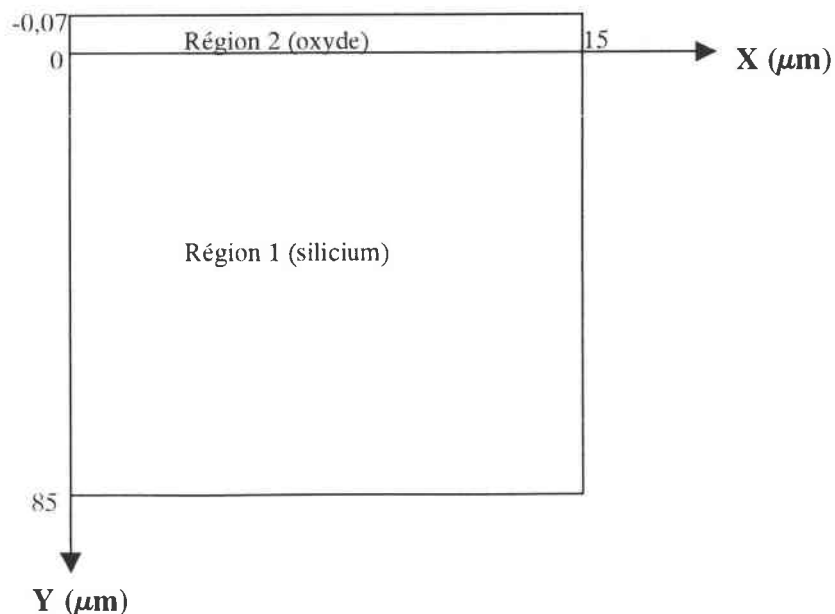 -0,07
Région 2 (oxyde)
15
0
X (μm)
Région 1 (silicium)
85
Y (μm)